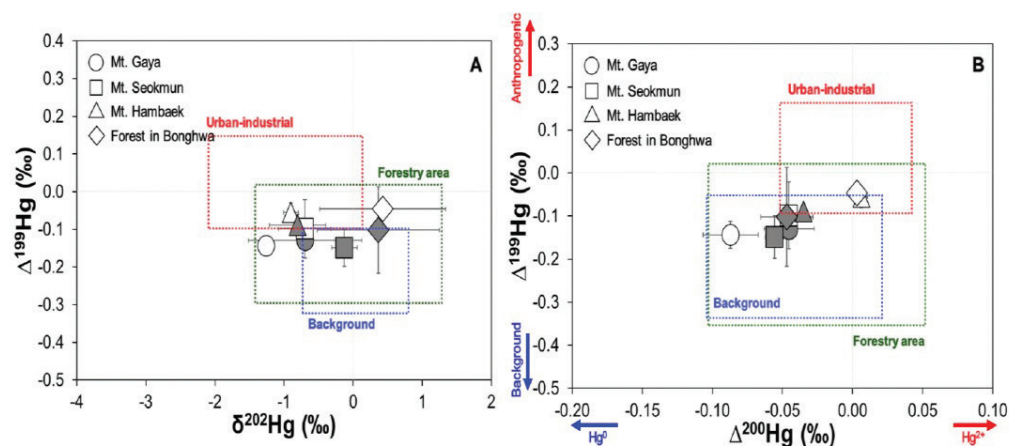 A
Mt. Gaya
Mt. Seokmun
Mt. Hambaek
Forest in Bonghwa
Urban-industrial
Forestry area
Background
0.4
0.3
0.2
0.1
0.0
-0.1
-0.2
-0.3
-0.4
-0.5
Δ¹⁹⁹Hg (‰)
-4 -3 -2 -1 0 1 2 3 4
δ²⁰²Hg (‰)
B
Mt. Gaya
Mt. Seokmun
Mt. Hambaek
Forest in Bonghwa
Urban-industrial
Background
Forestry area
Anthropogenic
Background
0.3
0.2
0.1
0.0
-0.1
-0.2
-0.3
-0.4
-0.5
Δ¹⁹⁹Hg (‰)
-0.20 -0.15 -0.10 -0.05 0.00 0.05 0.10
Hg⁰
Δ²⁰⁰Hg (‰)
Hg²⁺